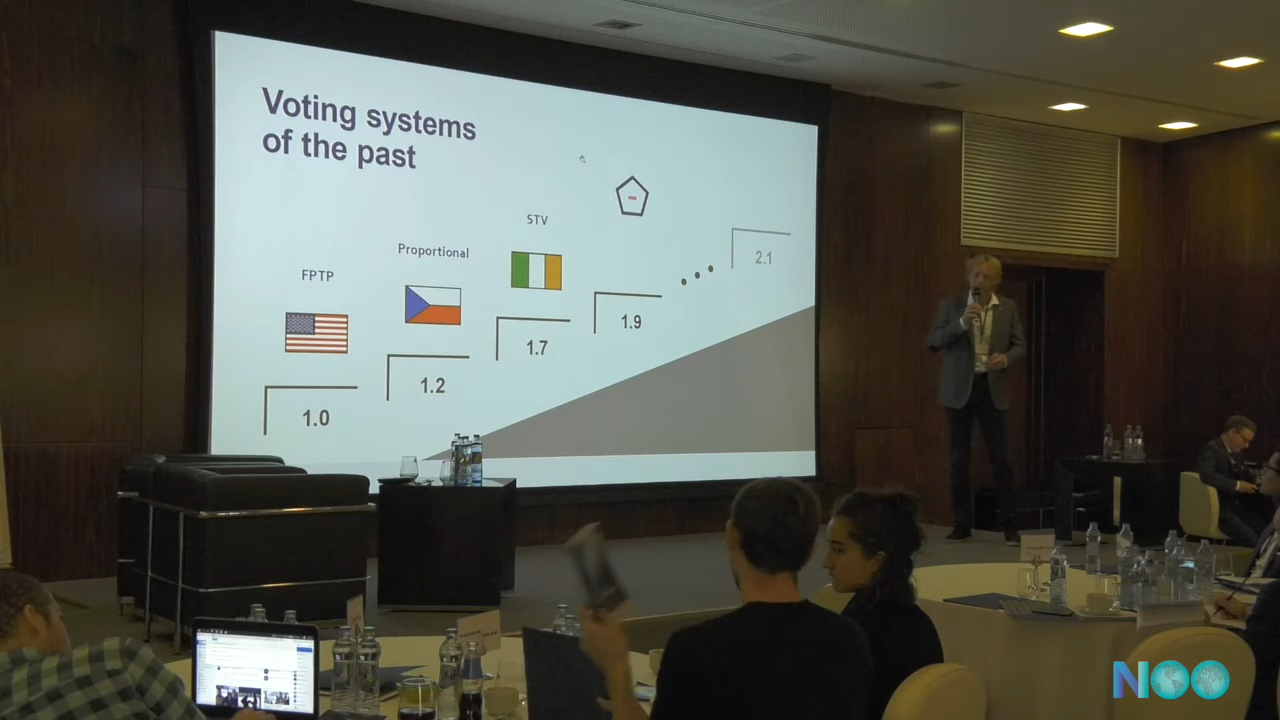 Voting systems
of the past
STV
Proportional
FPTP
2.1
1.9
1.7
1.2
1.0
NOO